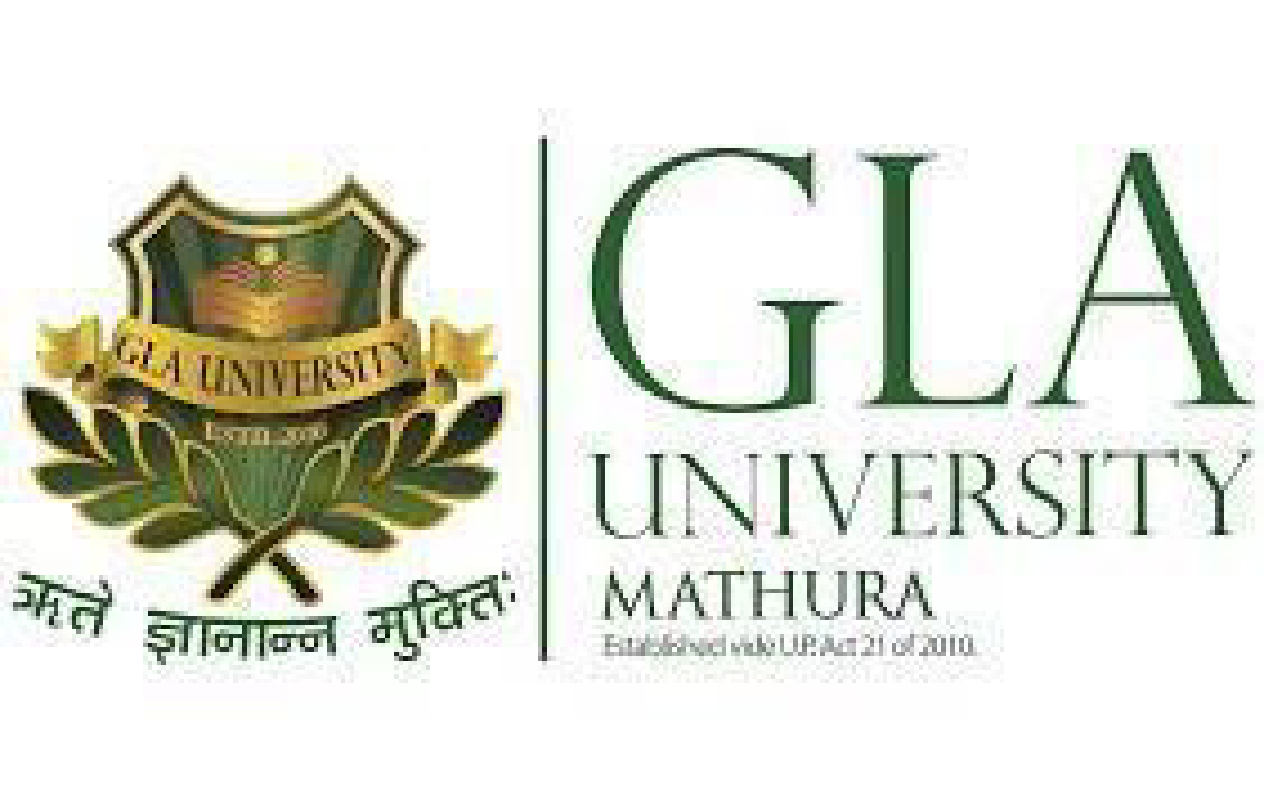 GLA UNIVERSITY
ESTD. 2010
ऋते ज्ञानान्न मुक्तिः
GLA
UNIVERSITY
MATHURA
Established vide U.P. Act 21 of 2010.